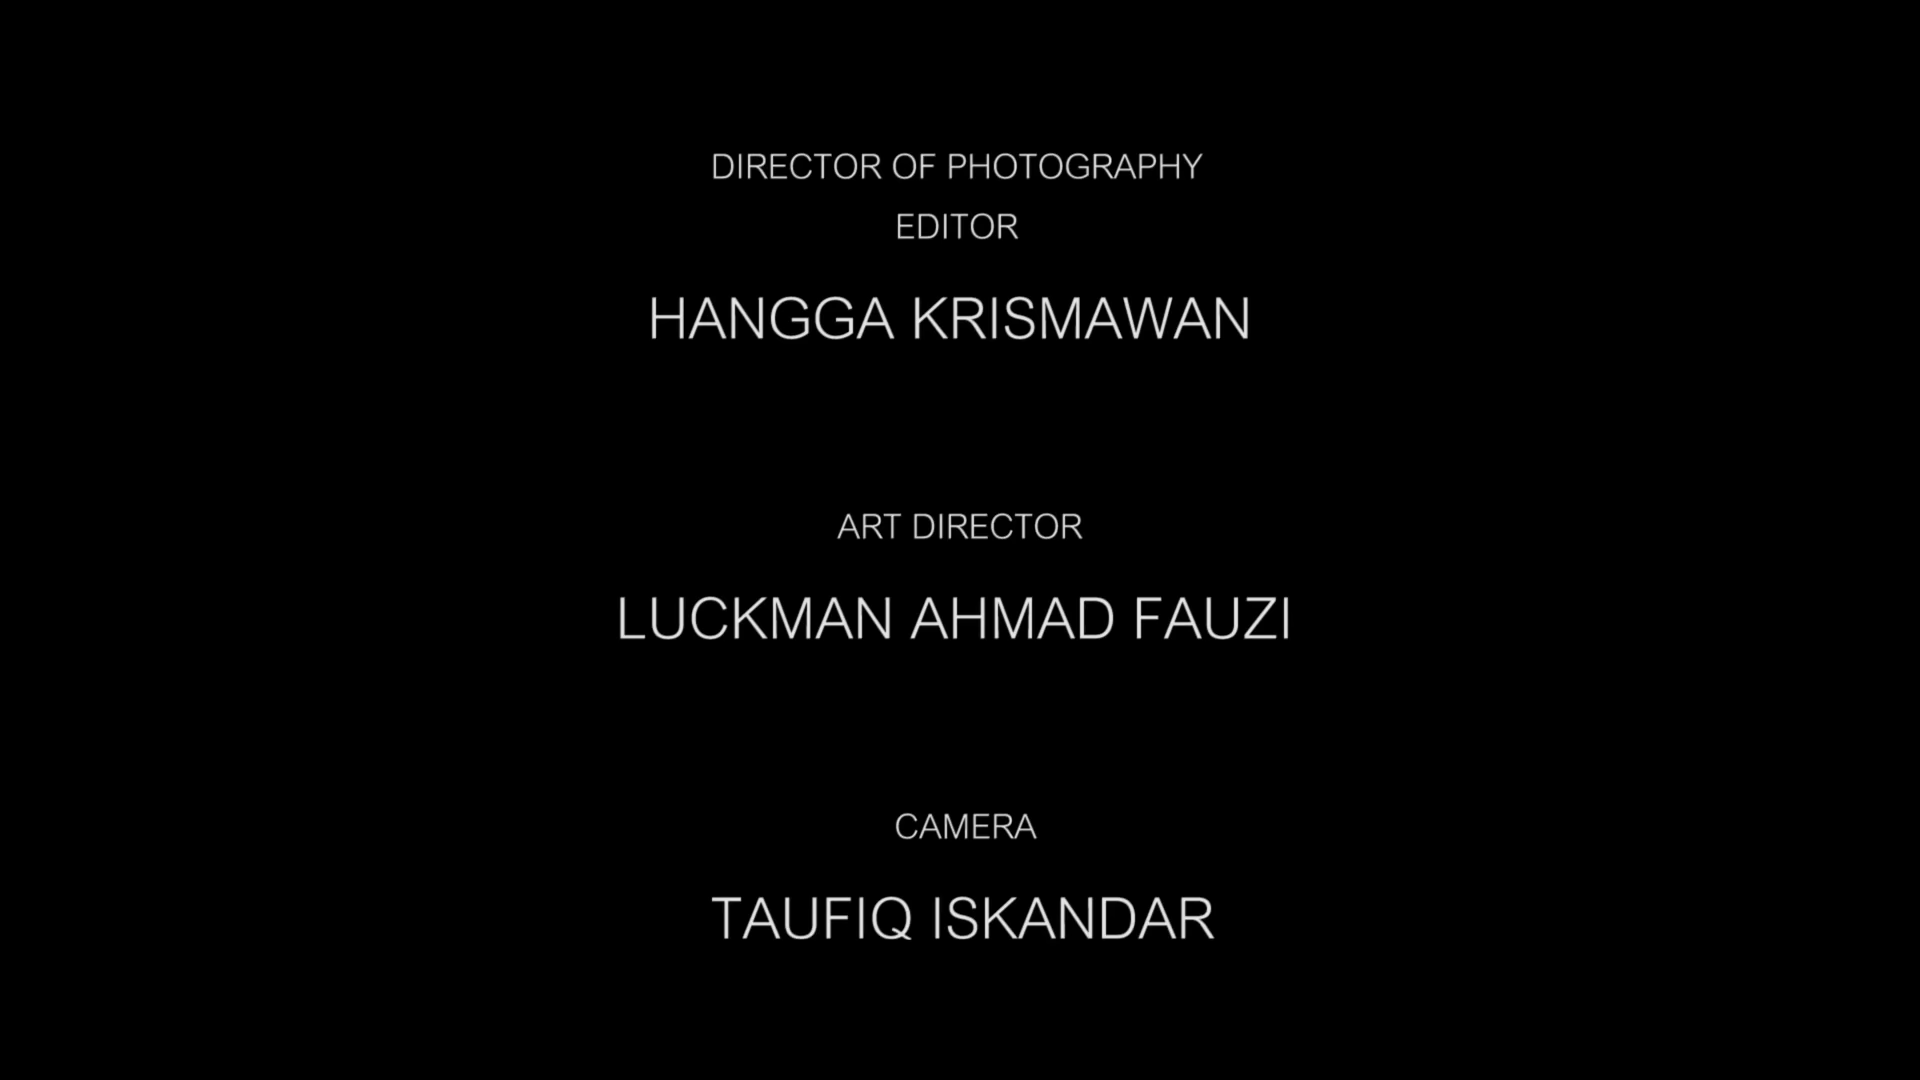 DIRECTOR OF PHOTOGRAPHY
EDITOR
HANGGA KRISMAWAN
ART DIRECTOR
LUCKMAN AHMAD FAUZI
CAMERA
TAUFIQ ISKANDAR